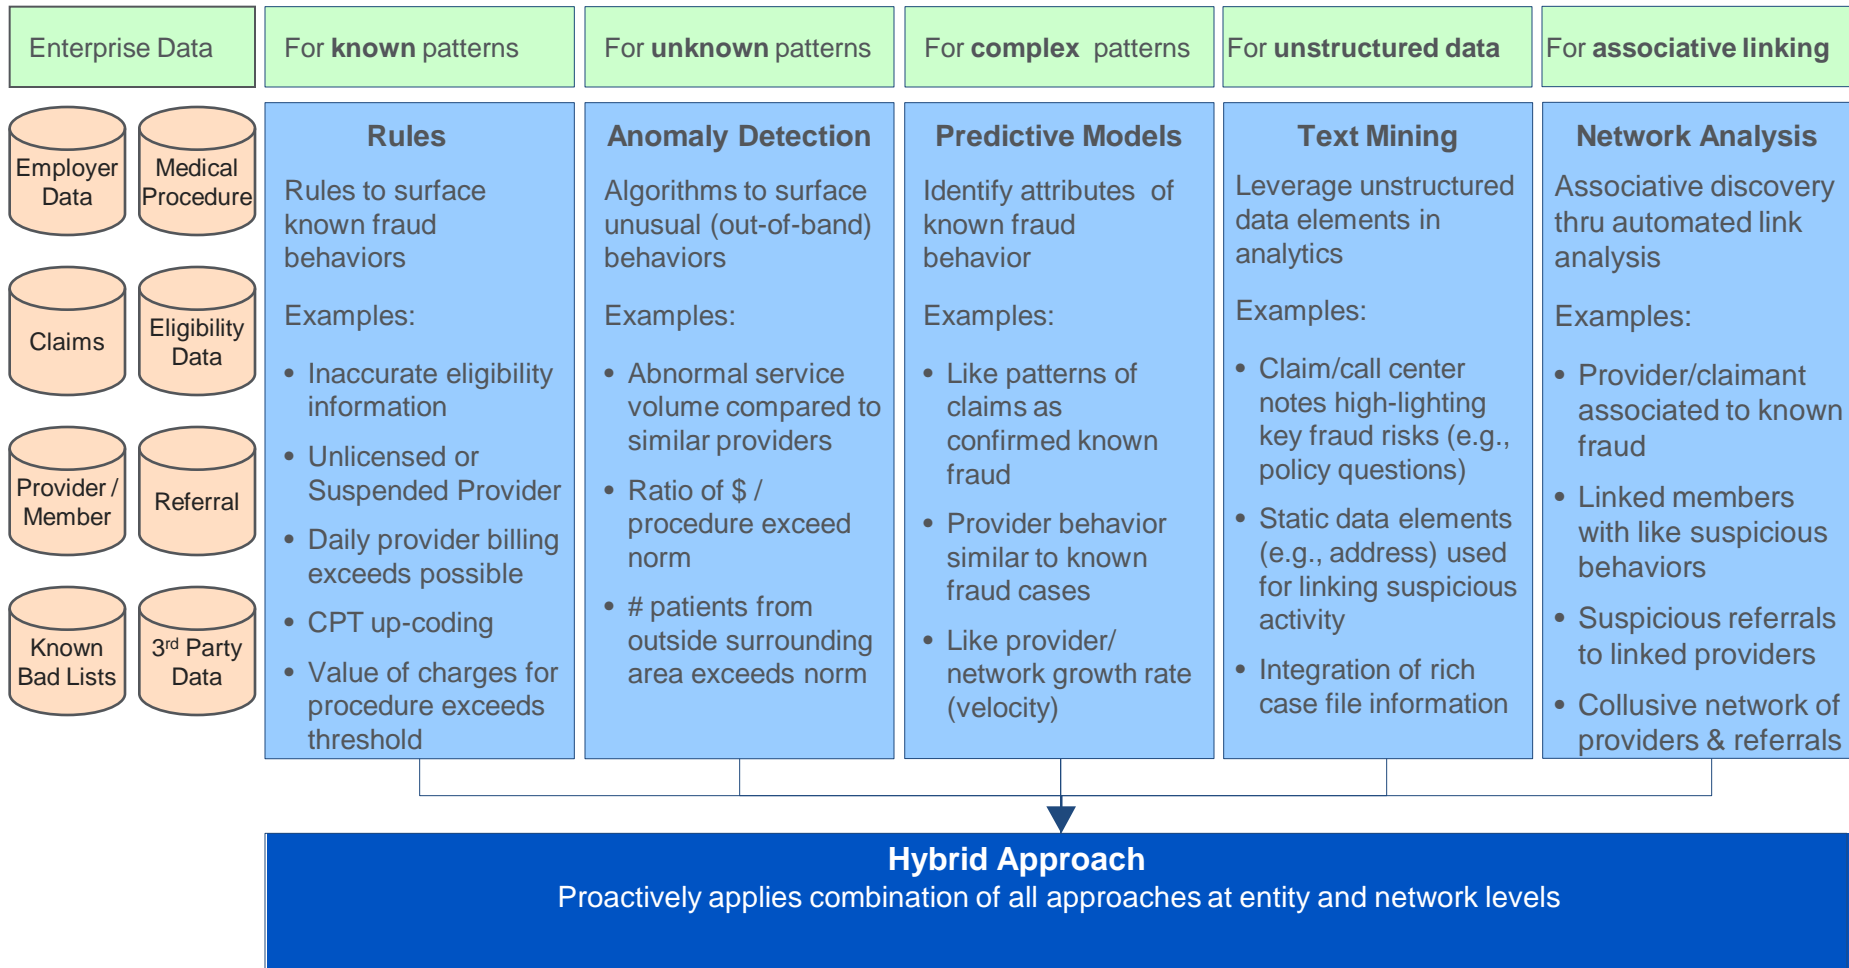 Enterprise Data
For known patterns
For unknown patterns
For complex patterns
For unstructured data
For associative linking
Employer
Data
Medical
Procedure
Claims
Eligibility
Data
Provider /
Member
Referral
Known
Bad Lists
3rd Party
Data
Rules
Rules to surface
known fraud
behaviors
Examples:
• Inaccurate eligibility
information
• Unlicensed or
Suspended Provider
• Daily provider billing
exceeds possible
• CPT up-coding
• Value of charges for
procedure exceeds
threshold
Anomaly Detection
Algorithms to surface
unusual (out-of-band)
behaviors
Examples:
• Abnormal service
volume compared to
similar providers
• Ratio of $ /
procedure exceed
norm
• # patients from
outside surrounding
area exceeds norm
Predictive Models
Identify attributes of
known fraud
behavior
Examples:
• Like patterns of
claims as
confirmed known
fraud
• Provider behavior
similar to known
fraud cases
• Like provider/
network growth rate
(velocity)
Text Mining
Leverage unstructured
data elements in
analytics
Examples:
• Claim/call center
notes high-lighting
key fraud risks (e.g.,
policy questions)
• Static data elements
(e.g., address) used
for linking suspicious
activity
• Integration of rich
case file information
Network Analysis
Associative discovery
thru automated link
analysis
Examples:
• Provider/claimant
associated to known
fraud
• Linked members
with like suspicious
behaviors
• Suspicious referrals
to linked providers
• Collusive network of
providers & referrals
Hybrid Approach
Proactively applies combination of all approaches at entity and network levels